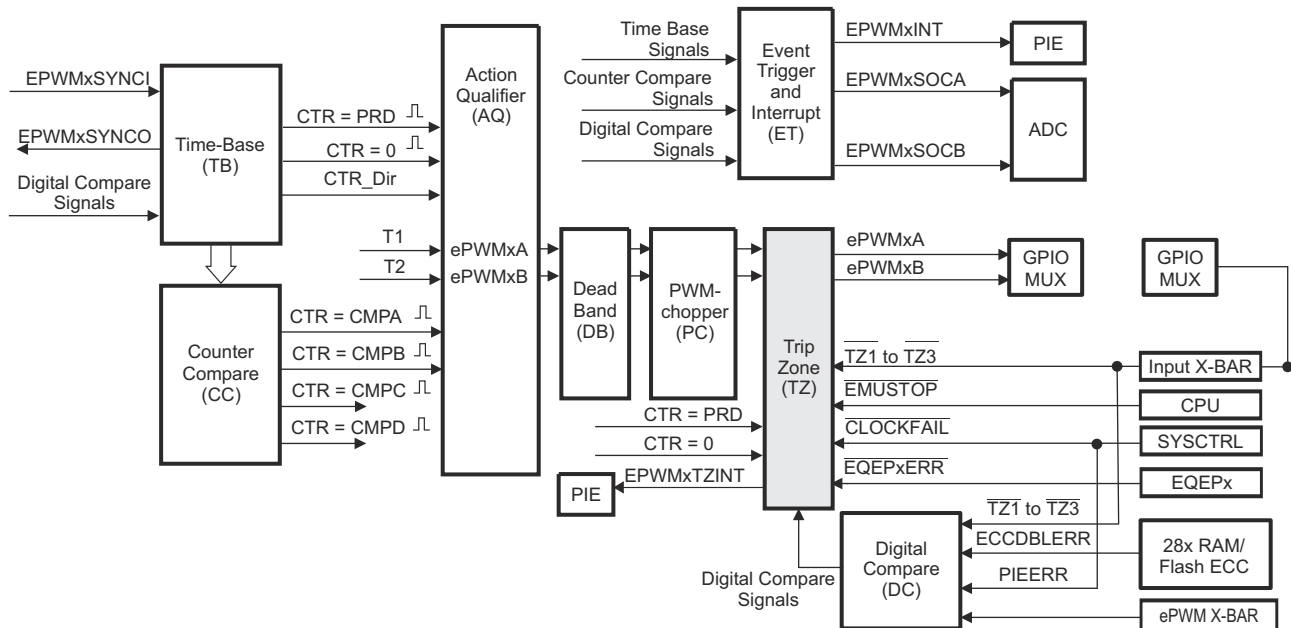 EPWMxSYNCI
EPWMxSYNCO
Digital Compare
Signals
Time-Base
(TB)
CTR = PRD
CTR = 0
CTR_Dir
T1
T2
Action
Qualifier
(AQ)
ePWMxA
ePWMxB
Counter
Compare
(CC)
CTR = CMPA
CTR = CMPB
CTR = CMPC
CTR = CMPD
Time Base
Signals
Counter Compare
Signals
Digital Compare
Signals
Event
Trigger
and
Interrupt
(ET)
EPWMxINT
EPWMxSOCA
EPWMxSOCB
PIE
ADC
Dead
Band
(DB)
PWM-
chopper
(PC)
Trip
Zone
(TZ)
ePWMxA
ePWMxB
GPIO
MUX
GPIO
MUX
TZ1 to TZ3
Input X-BAR
EMUSTOP
CPU
CLOCKFAIL
SYSCTRL
EQEPxERR
EQEPx
CTR = PRD
CTR = 0
EPWMxTZINT
PIE
TZ1 to TZ3
ECCDBLERR
28x RAM/
Flash ECC
PIEERR
ePWM X-BAR
Digital
Compare
(DC)
Digital Compare
Signals